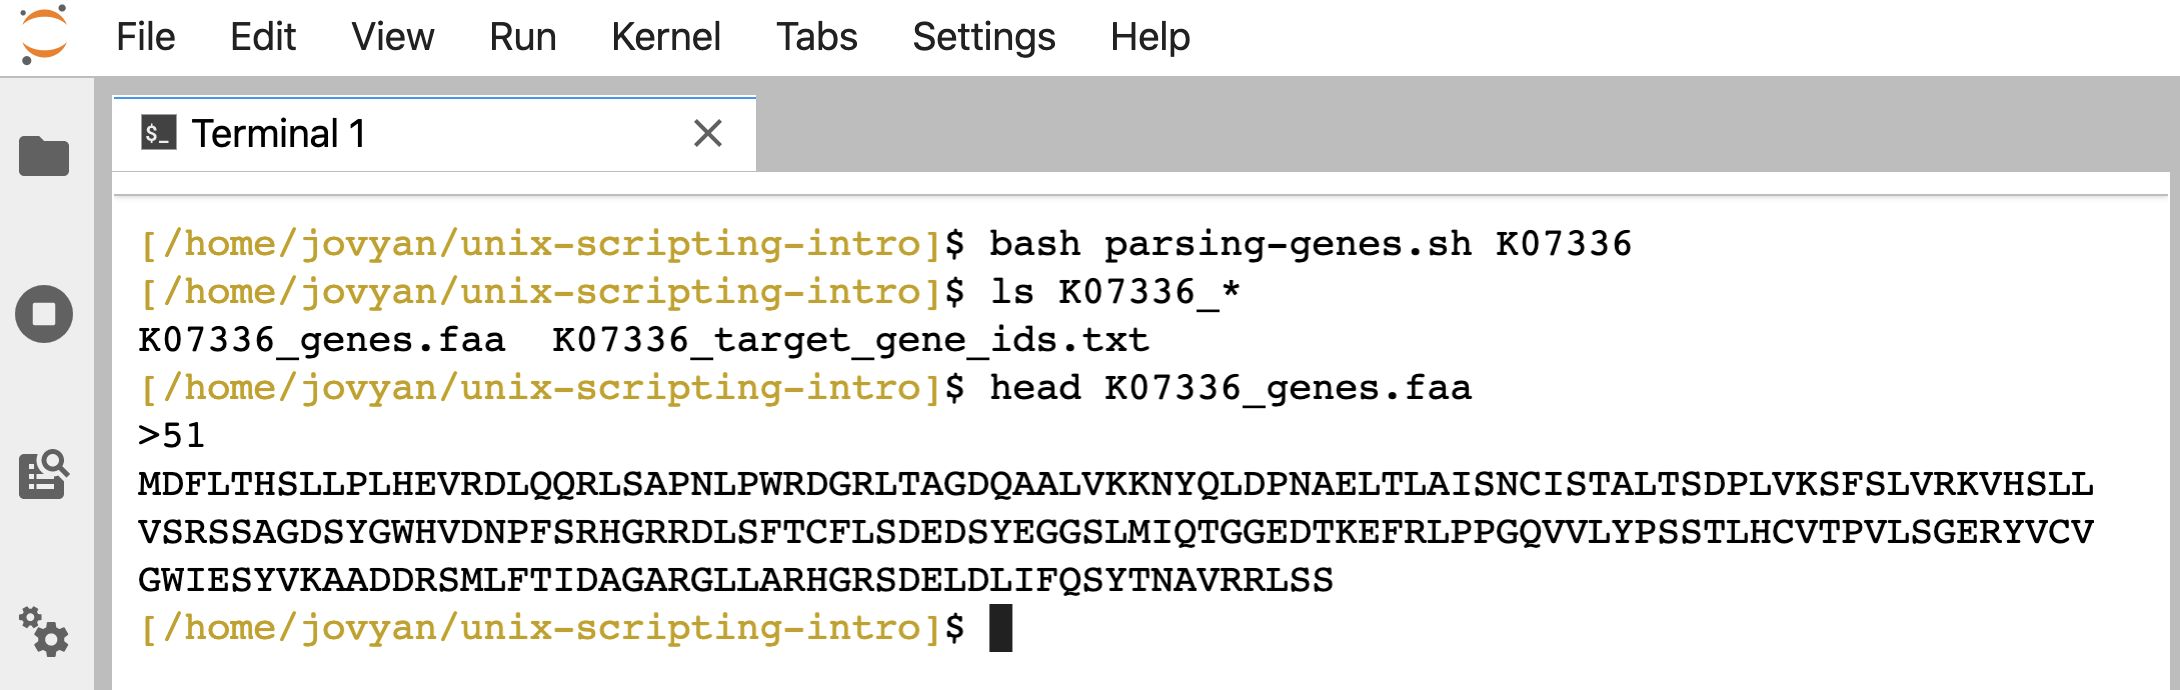 File Edit View Run Kernel Tabs Settings Help
$_ Terminal 1
[/home/jovyan/unix-scripting-intro]$ bash parsing-genes.sh K07336
[/home/jovyan/unix-scripting-intro]$ ls K07336_*
K07336_genes.faa  K07336_target_gene_ids.txt
[/home/jovyan/unix-scripting-intro]$ head K07336_genes.faa
>51
MDFLTHSLLPLHEVRDLQQRLSAPNLPWRDGRLTAGDQAALVKKNYQLDPNAELTLAISNCISTALTSDPLVKSFSLVRKVHSLL
VSRSSAGDSYGWHVDNPFSRHGRRDLSFTCFLSDEDSYEGGSLMIQTGGEDTKEFRLPPGQVVLYPSSTLHCVTPVLSGERYVCV
GWIESYVKAADDRSMLFTIDAGARGLLARHGRSDELDLIFQSYTNAVRRLSS
[/home/jovyan/unix-scripting-intro]$